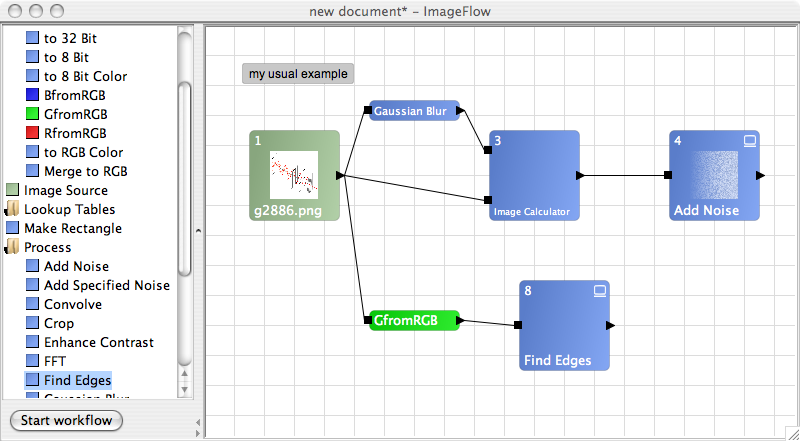 new document* – ImageFlow
to 32 Bit
to 8 Bit
to 8 Bit Color
BfromRGB
GfromRGB
RfromRGB
to RGB Color
Merge to RGB
Image Source
Lookup Tables
Make Rectangle
Process
Add Noise
Add Specified Noise
Convolve
Crop
Enhance Contrast
FFT
Find Edges
Gaussian Blur
Start workflow
my usual example
1
g2886.png
Gaussian Blur
3
Image Calculator
4
Add Noise
GfromRGB
8
Find Edges